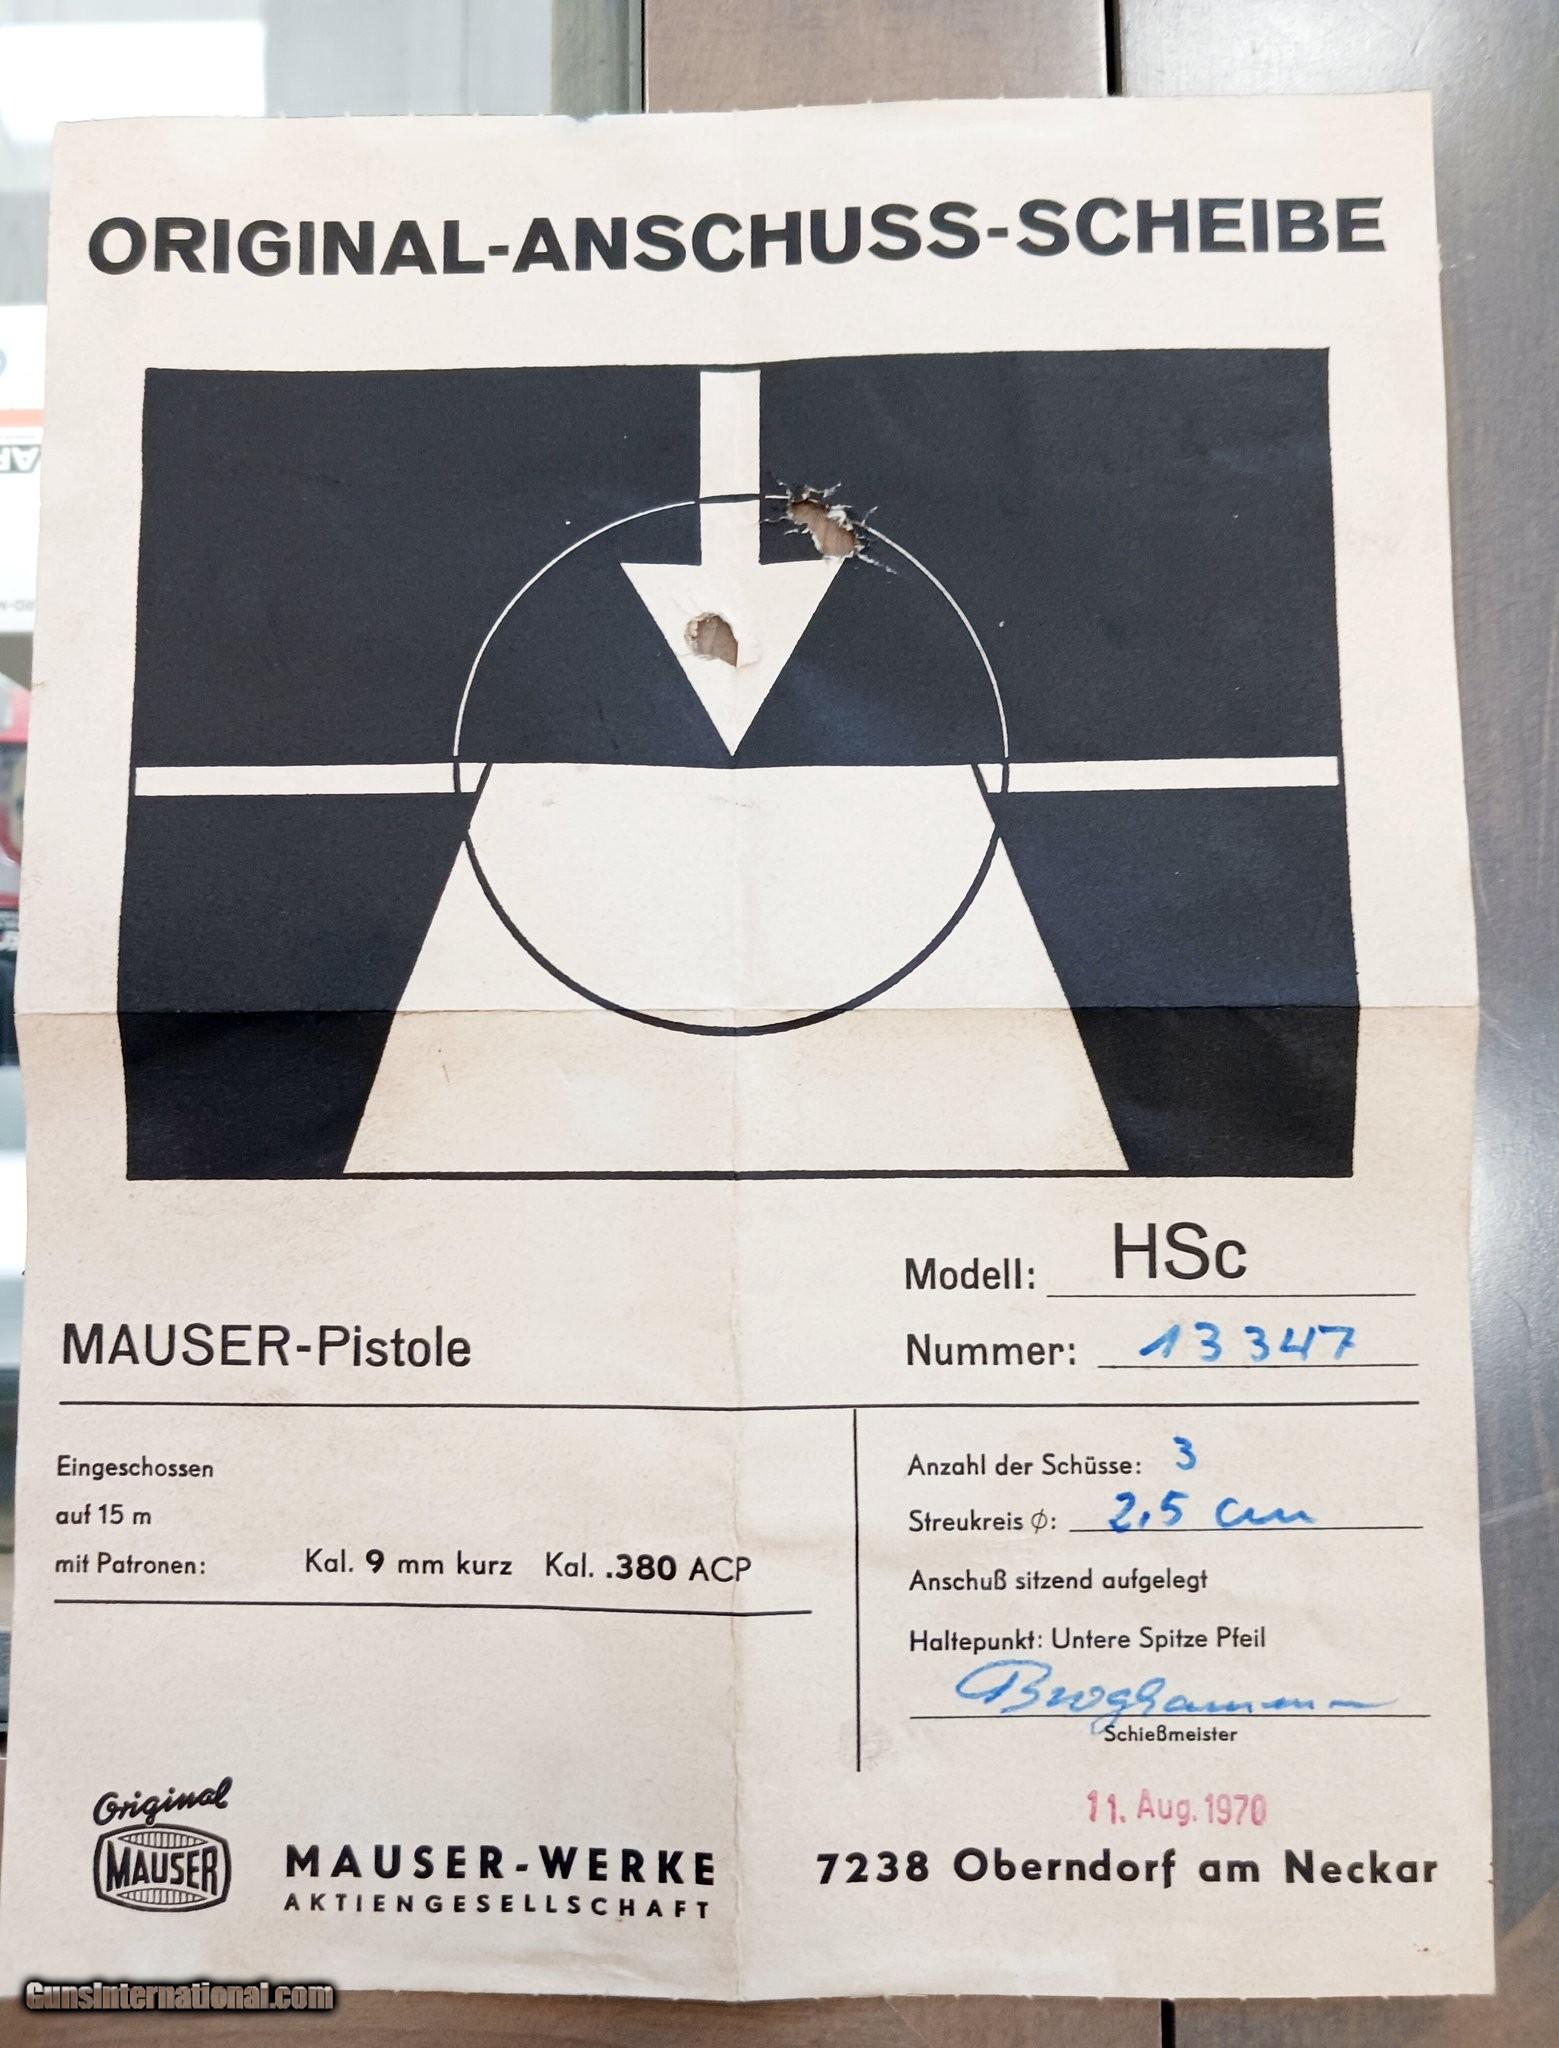 ORIGINAL-ANSCHUSS-SCHEIBE
Modell: HSc
MAUSER-Pistole
Nummer: 13347
Eingeschossen
auf 15 m
mit Patronen: Kal. 9 mm kurz Kal. .380 ACP
Anzahl der Schüsse: 3
Streukreis Ø: 2,5 cm
Anschuß sitzend aufgelegt
Haltepunkt: Untere Spitze Pfeil
Schießmeister
11. Aug. 1970
Original
MAUSER
MAUSER-WERKE
AKTIENGESELLSCHAFT
7238 Oberndorf am Neckar
GunsInternational.com